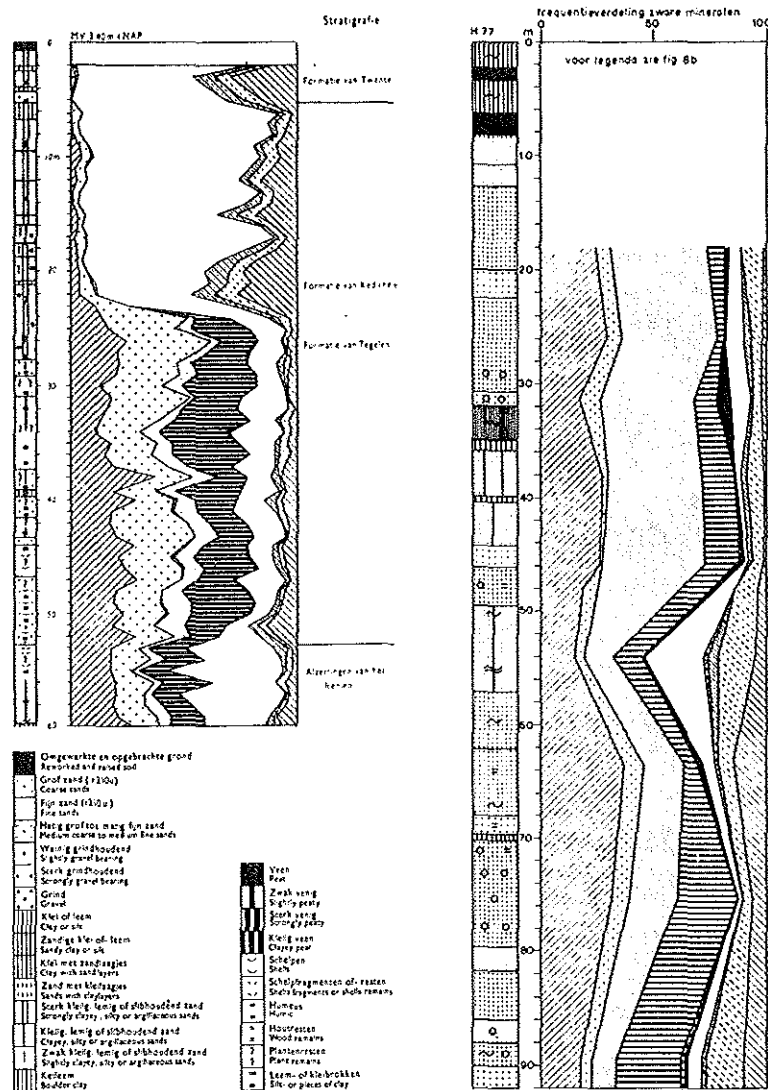 Stratigrafie
MV 3.80m +NAP
0
10m
20
30
50
60
Formatie van Twente
Formatie van Kedichem
Formatie van Tegelen
Afzettingen van het
frequentieverdeling zware mineralen
H 77
m
0
50
100
voor legenda zie fig 8b
0
10
20
30
40
50
60
70
80
90
Omgewerkte en opgebrachte grond
Reworked and raised soil
Grof zand
Coarse sands
Fijn zand
Fine sands
Matig grof tot matig fijn zand
Medium coarse to medium fine sands
Weinig grindhoudend
Slightly gravel bearing
Sterk grindhoudend
Strongly gravel bearing
Grind
Gravel
Klei of leem
Clay or silt
Zandige klei of leem
Sandy clay or silt
Klei met zandlaagjes
Clay with sandlayers
Zand met kleilaagjes
Sands with claylayers
Sterk kleiig, lemig of slibhoudend zand
Strongly clayey, silty or argillaceous sands
Kleiig, lemig of slibhoudend zand
Clayey, silty or argillaceous sands
Zwak kleiig, lemig of slibhoudend zand
Slightly clayey, silty or argillaceous sands
Keileem
Boulder clay
Veen
Peat
Zwak venig
Slightly peaty
Sterk venig
Strongly peaty
Kleiig veen
Clayey peat
Schelpen
Shells
Schelpfragmenten of -resten
Shells fragments or shells remains
Humeus
Humic
Houtresten
Wood remains
Plantenresten
Plant remains
Leem- of kleibrokken
Silt- or pieces of clay